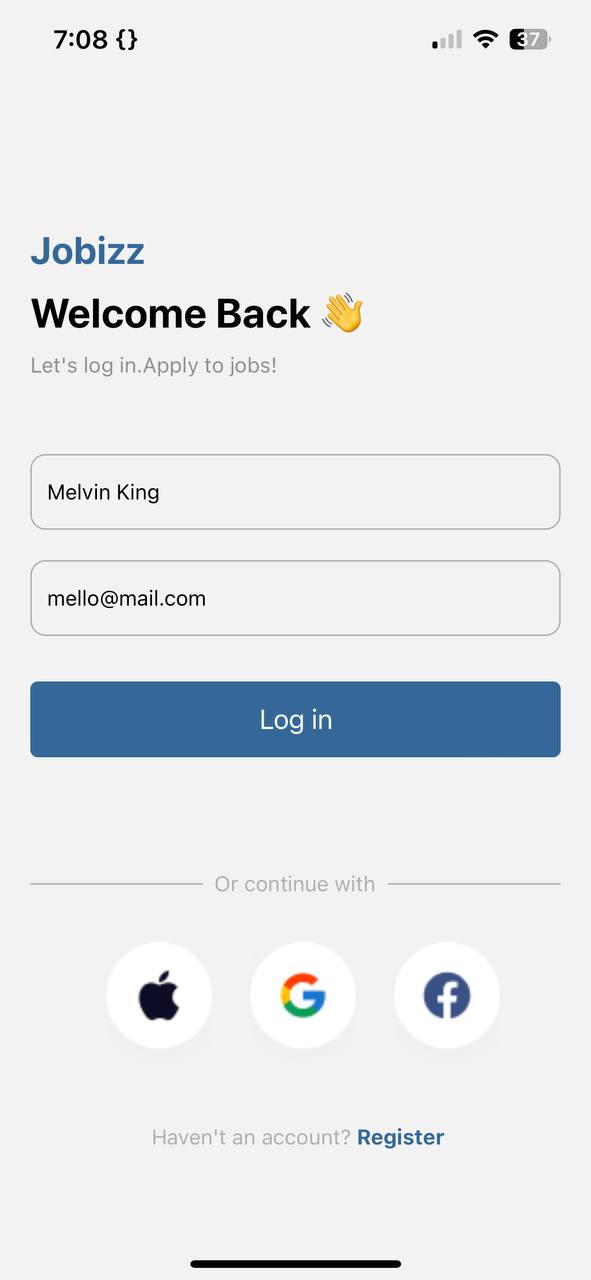 7:08 {}
37
Jobizz
Welcome Back 👋
Let's log in.Apply to jobs!
Melvin King
mello@mail.com
Log in
Or continue with
Haven't an account? Register